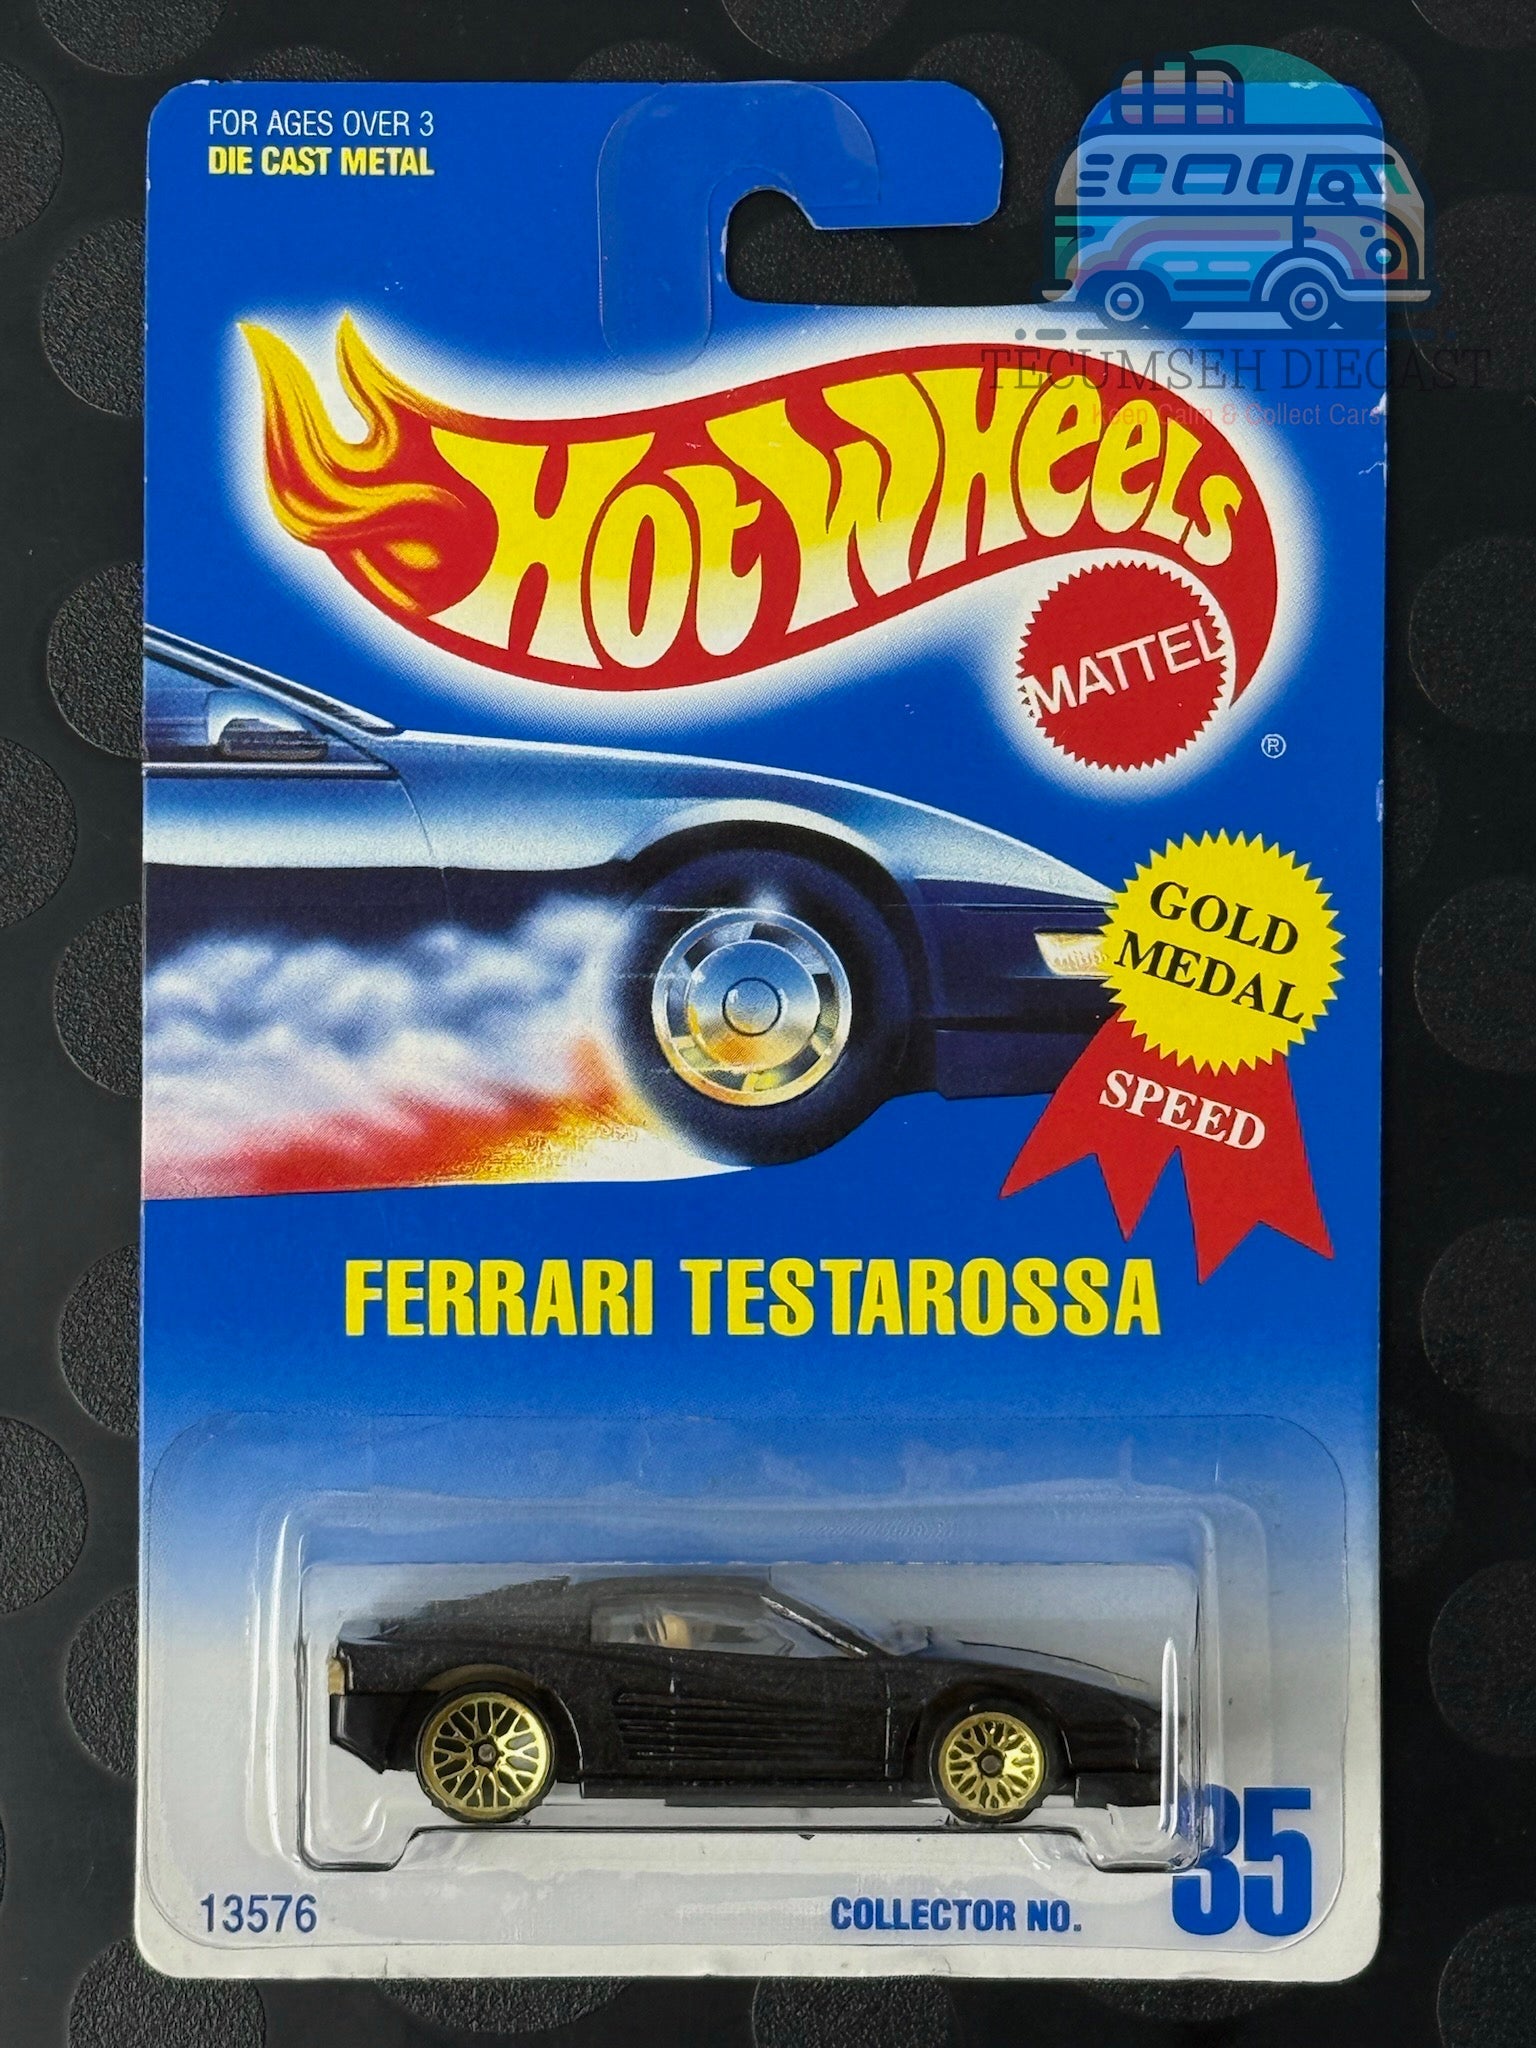 FOR AGES OVER 3
DIE CAST METAL
TECUMSEH DIECAST
Keep Calm & Collect Cars
Hot Wheels
MATTEL
®
GOLD
MEDAL
SPEED
FERRARI TESTAROSSA
13576
COLLECTOR NO. 35